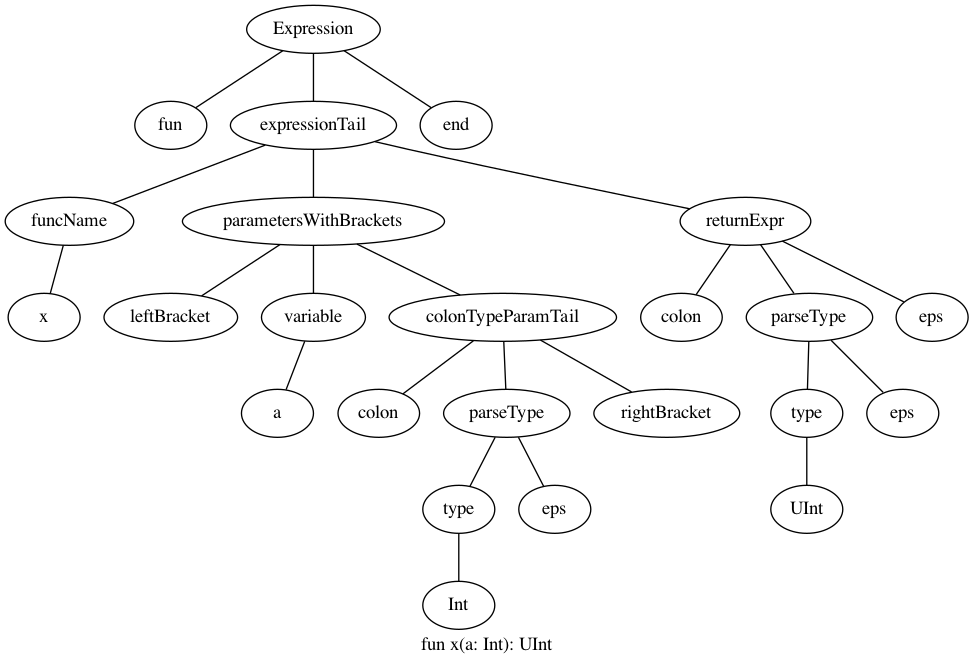 Expression
fun expressionTail end
funcName parametersWithBrackets returnExpr
x leftBracket variable colonTypeParamTail colon parseType eps
a colon parseType rightBracket type eps
type eps UInt
Int
fun x(a: Int): UInt